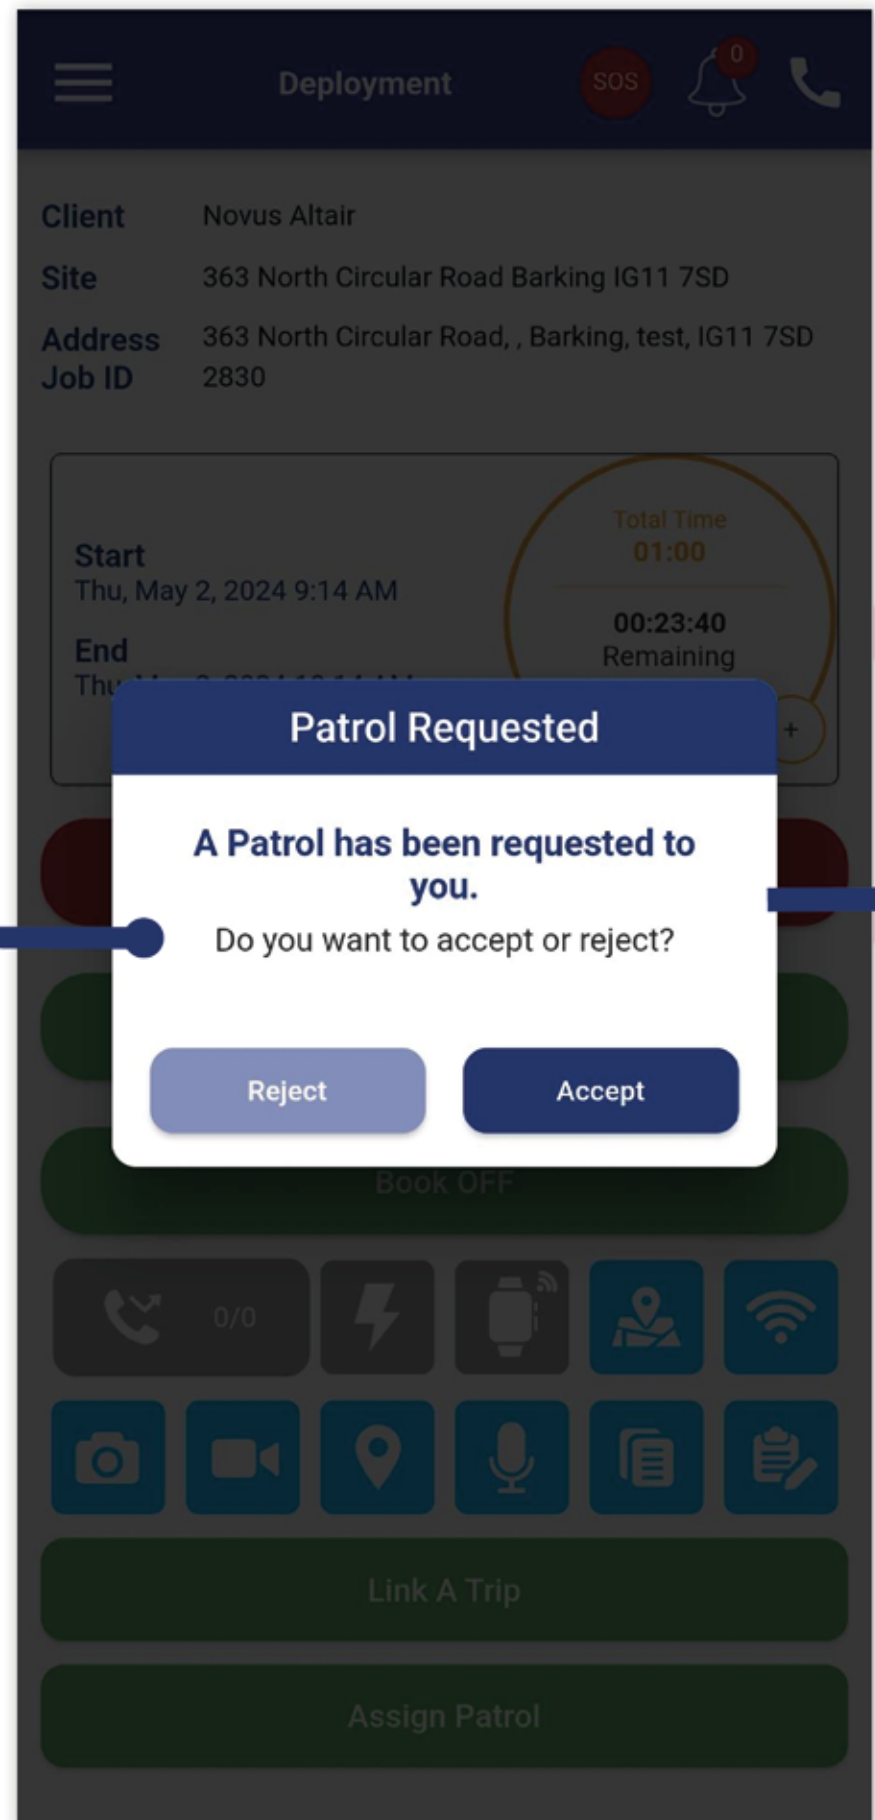 Deployment
SOS
0
Client Novus Altair
Site 363 North Circular Road Barking IG11 7SD
Address 363 North Circular Road, , Barking, test, IG11 7SD
Job ID 2830
Total Time
01:00
Start
Thu, May 2, 2024 9:14 AM
00:23:40
Remaining
End
Thu
+
Patrol Requested
A Patrol has been requested to
you.
Do you want to accept or reject?
Reject Accept
Book OFF
0/0
Link A Trip
Assign Patrol